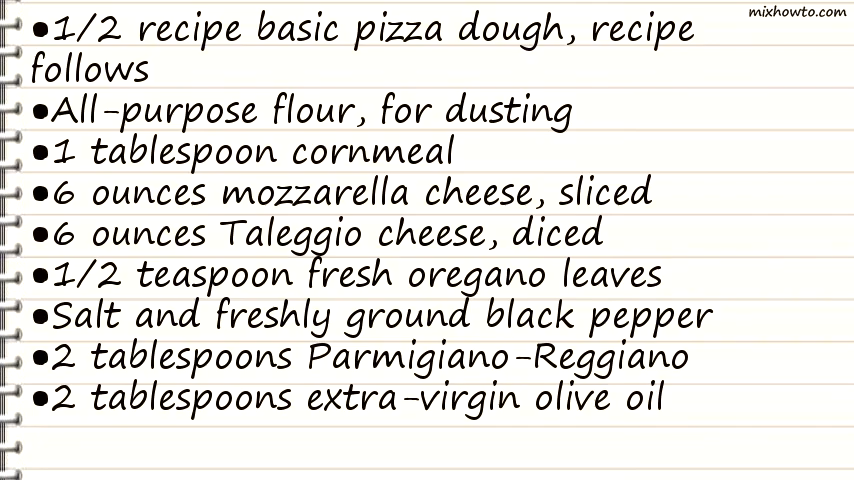 mixhowto.com
•1/2 recipe basic pizza dough, recipe
follows
•All-purpose flour, for dusting
•1 tablespoon cornmeal
•6 ounces mozzarella cheese, sliced
•6 ounces Taleggio cheese, diced
•1/2 teaspoon fresh oregano leaves
•Salt and freshly ground black pepper
•2 tablespoons Parmigiano-Reggiano
•2 tablespoons extra-virgin olive oil